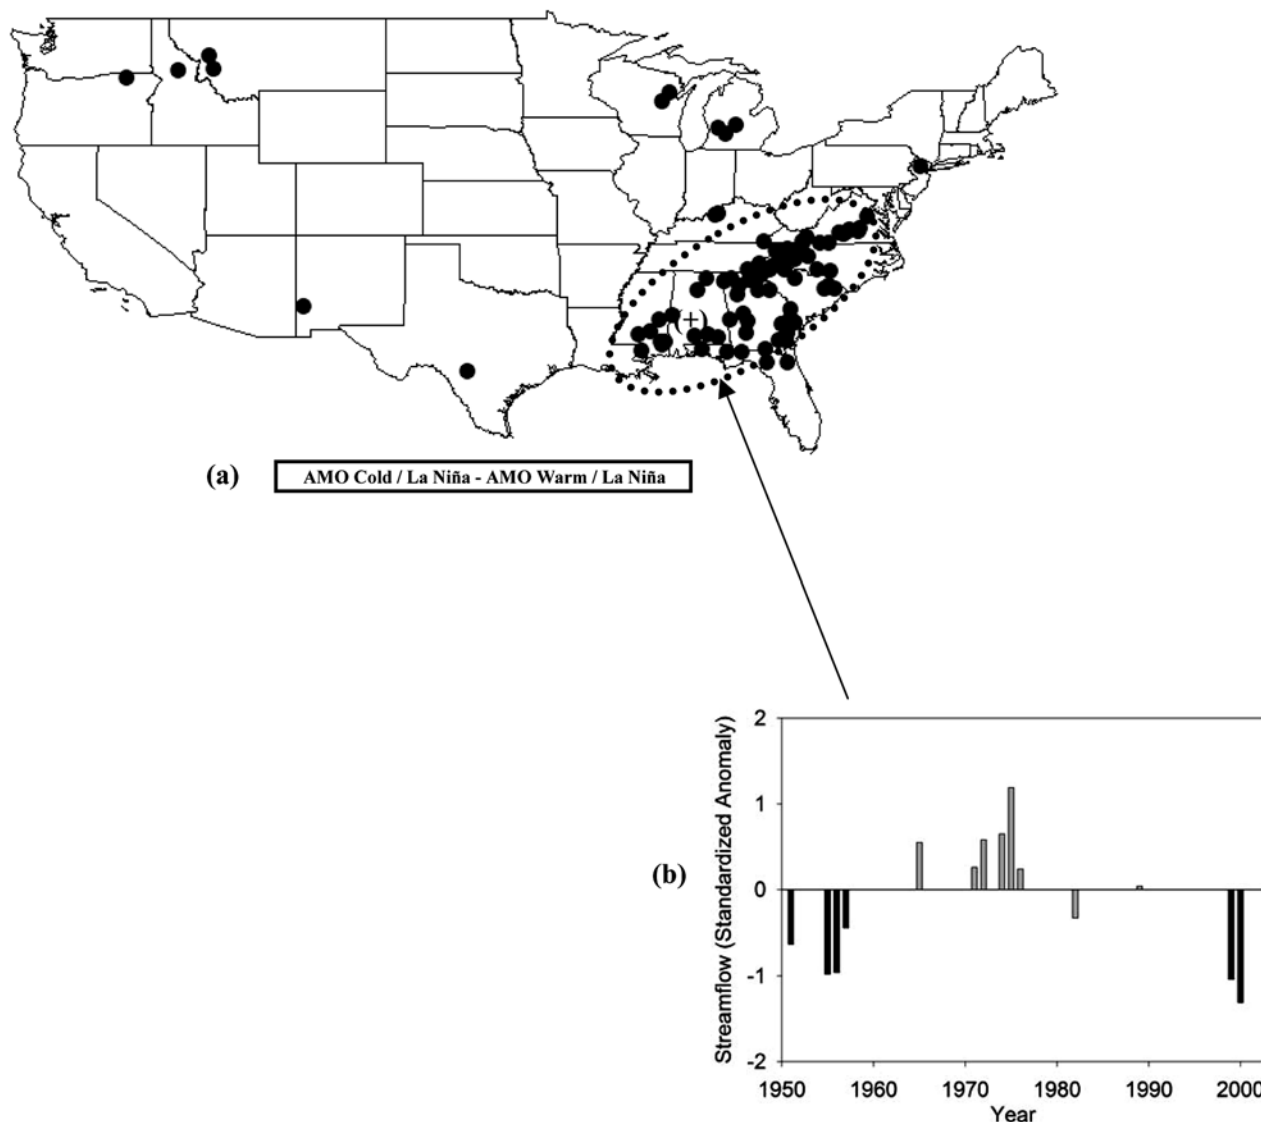 (+)
(a)
AMO Cold / La Niña - AMO Warm / La Niña
(b)
Streamflow (Standardized Anomaly)
2
1
0
-1
-2
1950 1960 1970 1980 1990 2000
Year